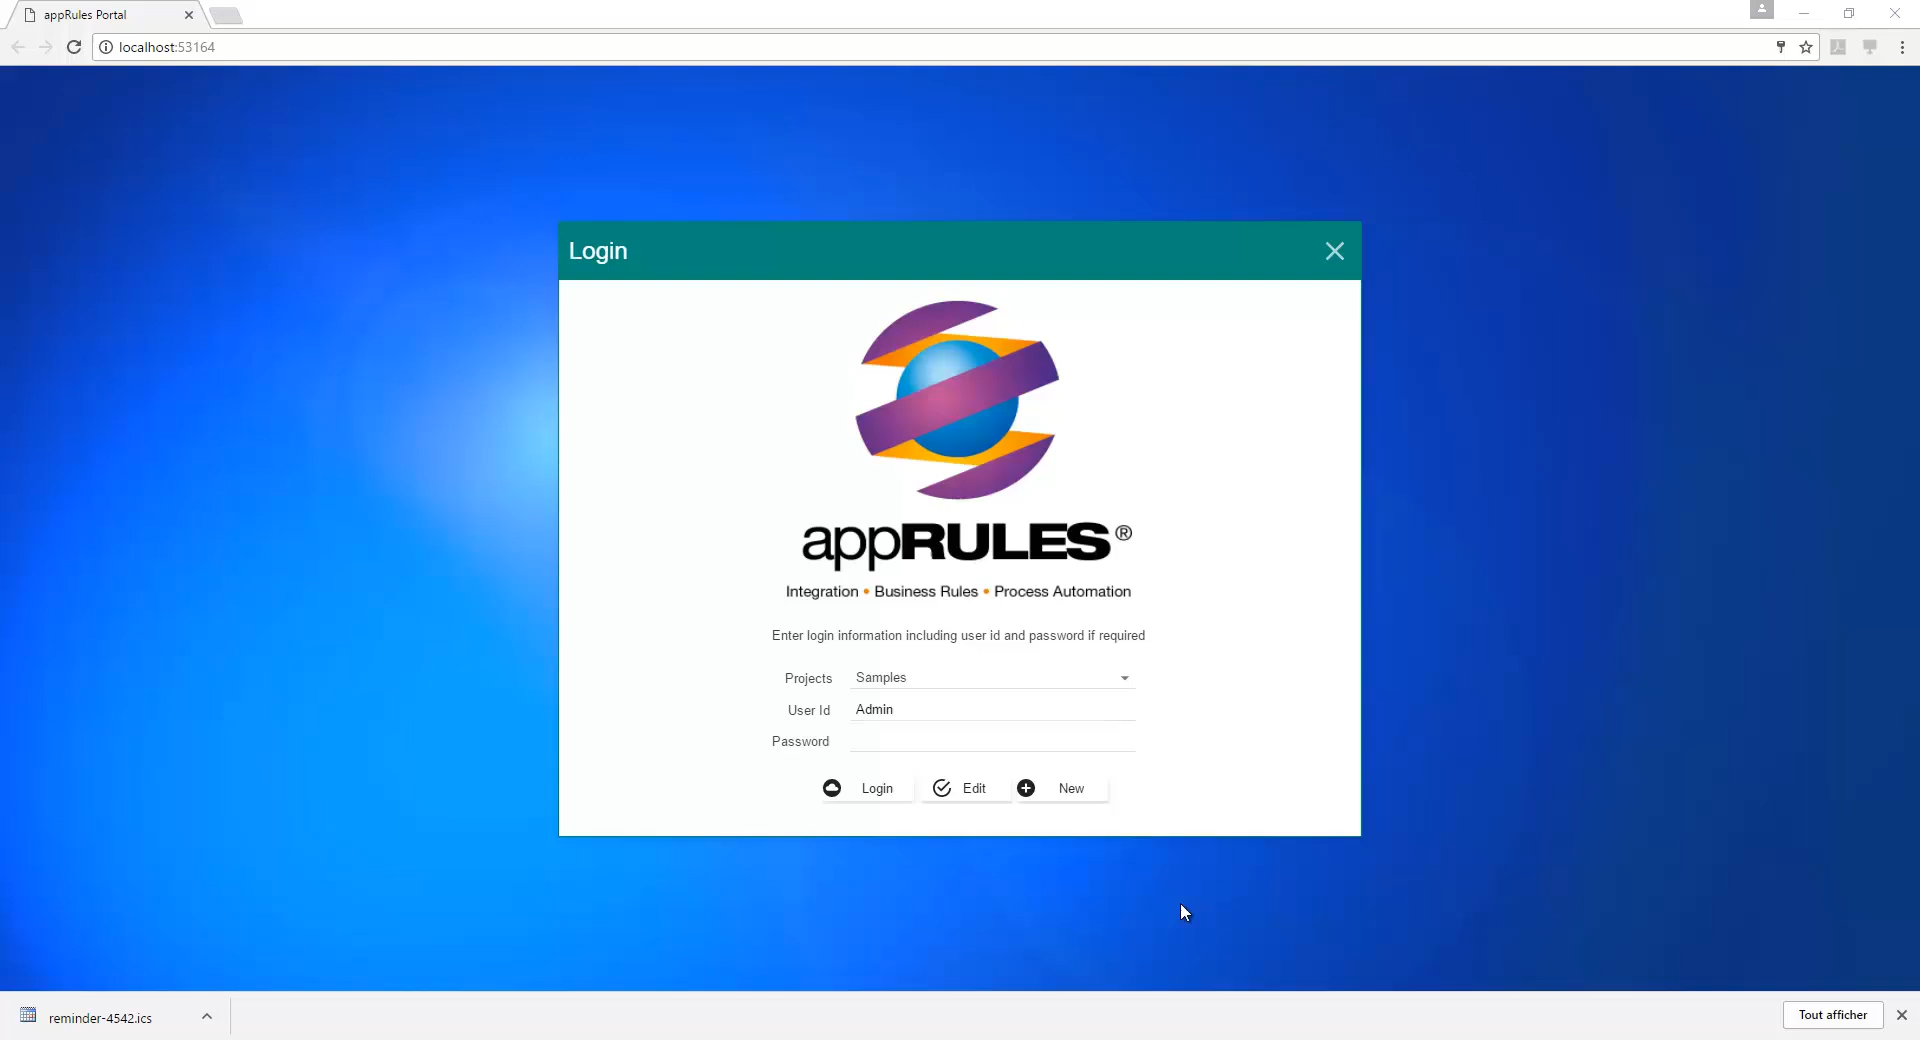 appRules Portal
localhost:53164
Login
appRULES®
Integration • Business Rules • Process Automation
Enter login information including user id and password if required
Projects Samples
User Id Admin
Password
Login Edit New
reminder-4542.ics
Tout afficher